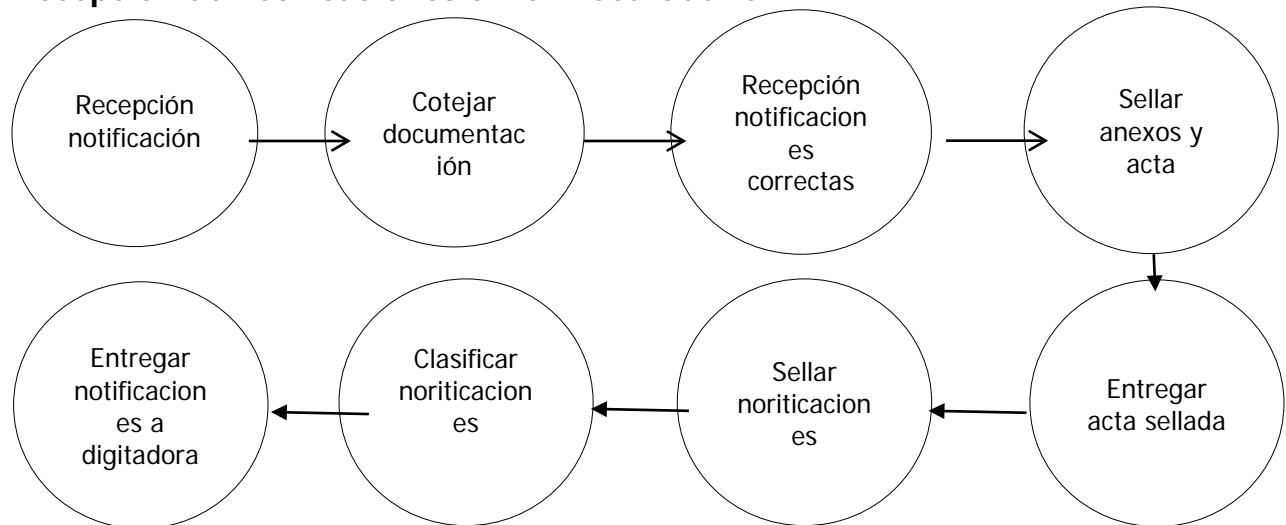 Recepción
notificación
Cotejar
documentac
ión
Recepción
notificacion
es
correctas
Sellar
anexos y
acta
Entregar
acta sellada
Sellar
noriticacion
es
Clasificar
noriticacion
es
Entregar
notificacion
es a
digitadora